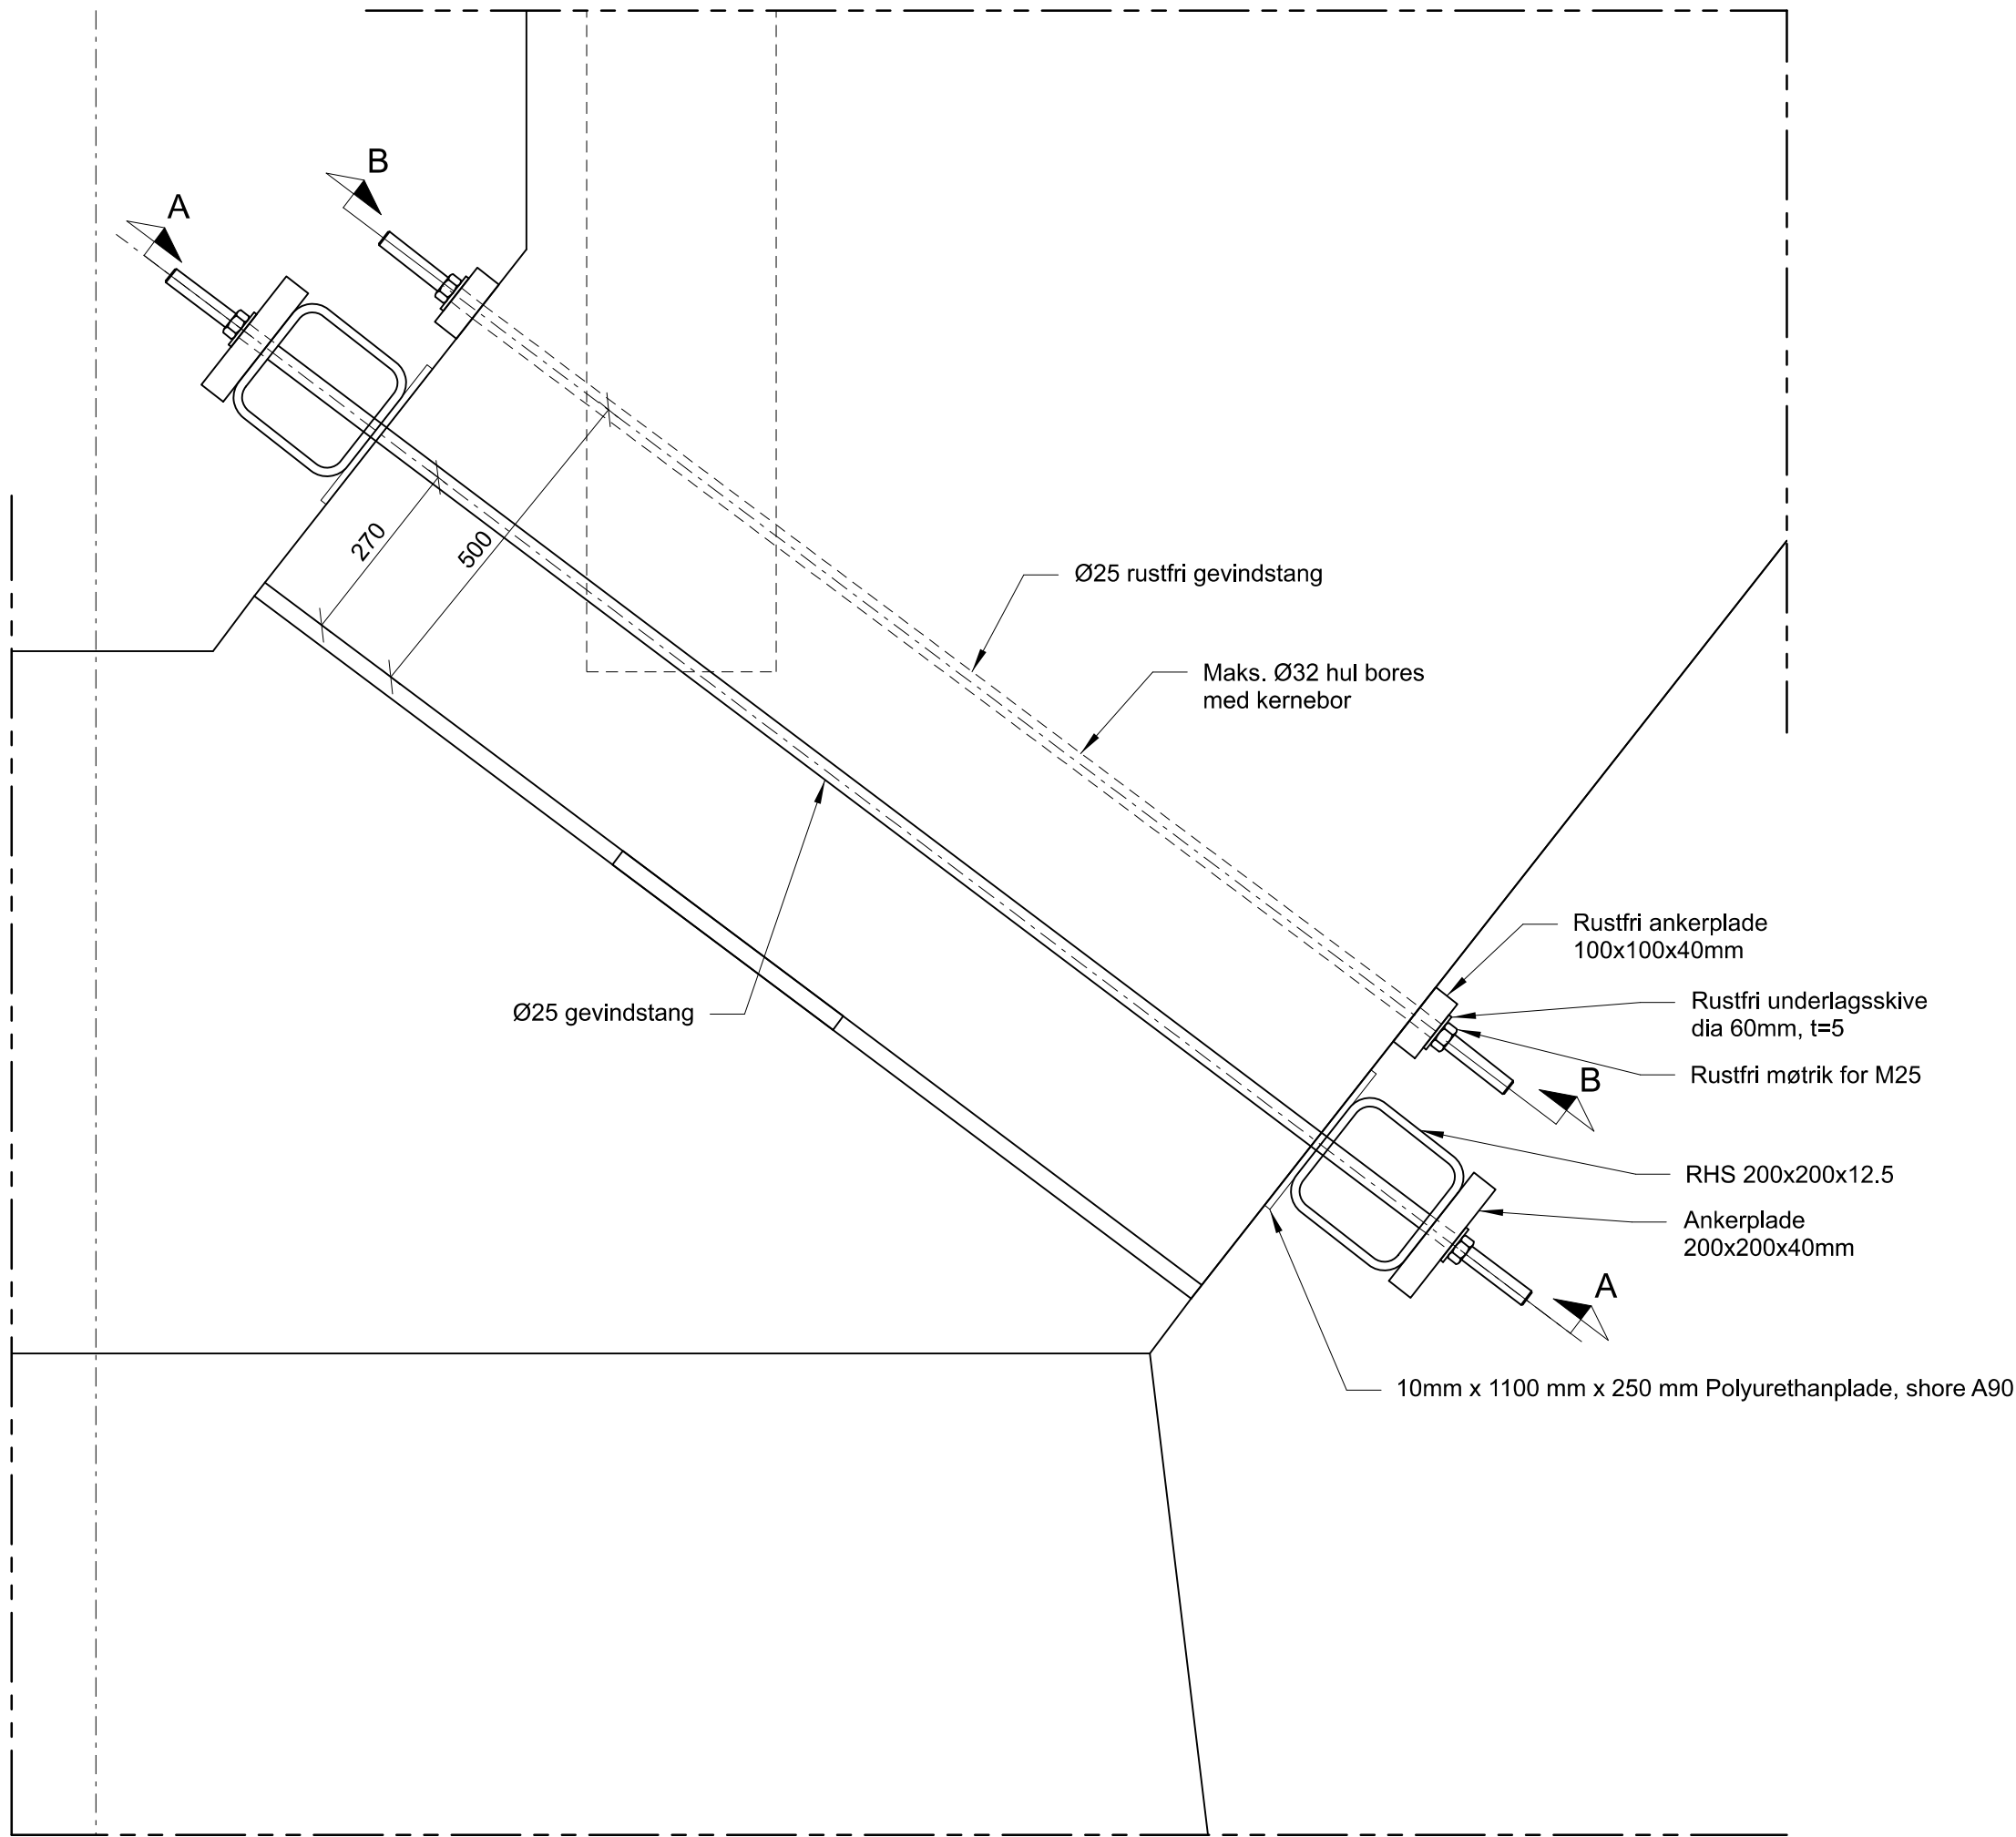 B
A
270
500
Ø25 rustfri gevindstang
Maks. Ø32 hul bores
med kernebor
Rustfri ankerplade
100x100x40mm
Ø25 gevindstang
Rustfri underlagsskive
dia 60mm, t=5
Rustfri møtrik for M25
B
RHS 200x200x12.5
Ankerplade
200x200x40mm
A
10mm x 1100 mm x 250 mm Polyurethanplade, shore A90